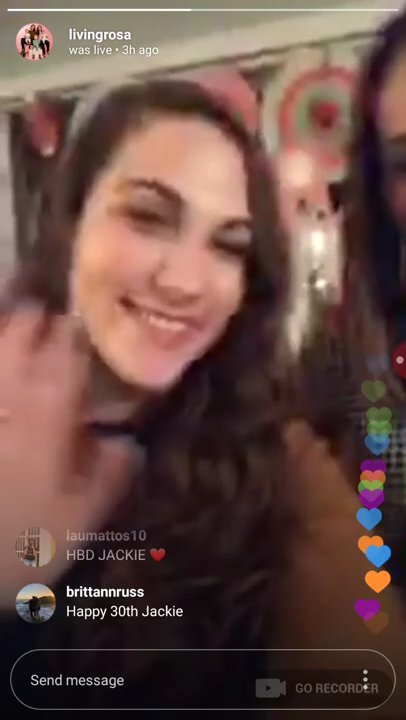 livingrosa
was live • 3h ago
laumattos10
HBD JACKIE ❤️
brittannruss
Happy 30th Jackie
Send message
GO RECORDER